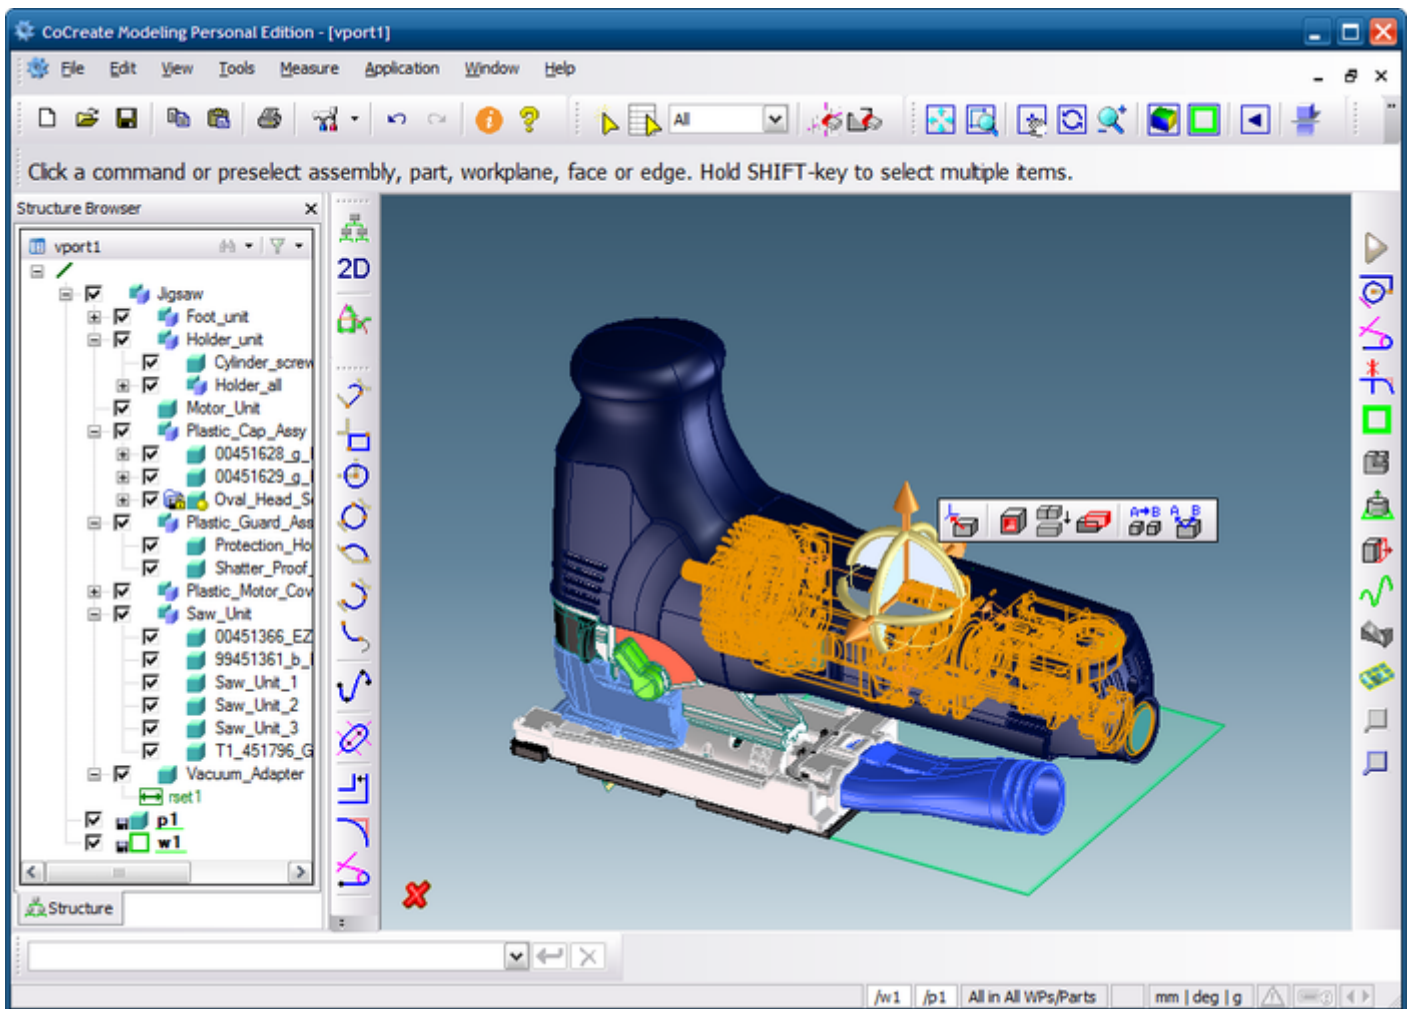 CoCreate Modeling Personal Edition - [vport1]
File Edit View Tools Measure Application Window Help
All
Click a command or preselect assembly, part, workplane, face or edge. Hold SHIFT-key to select multiple items.
Structure Browser
vport1
Jigsaw
Foot_unit
Holder_unit
Cylinder_screw
Holder_all
Motor_Unit
Plastic_Cap_Assy
00451628_g_
00451629_g_
Oval_Head_S
Plastic_Guard_Ass
Protection_Ho
Shatter_Proof_
Plastic_Motor_Cov
Saw_Unit
00451366_EZ
99451361_b_
Saw_Unit_1
Saw_Unit_2
Saw_Unit_3
T1_451796_G
Vacuum_Adapter
rset1
p1
w1
Structure
2D
A B
A B
/w1 /p1 All in All WPs/Parts mm | deg | g